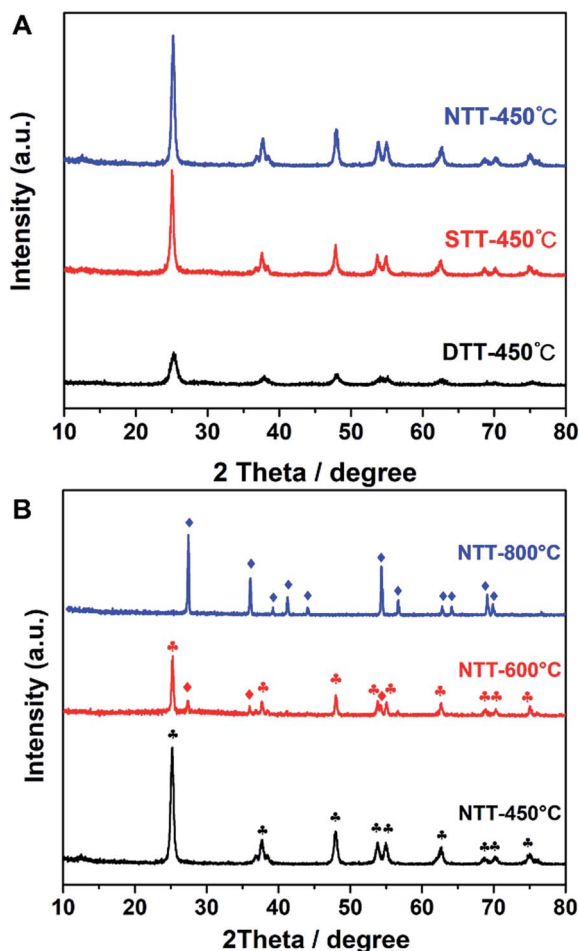 A
Intensity (a.u.)
NTT-450°C
STT-450°C
DTT-450°C
10 20 30 40 50 60 70 80
2 Theta / degree
B
Intensity (a.u.)
NTT-800°C
NTT-600°C
NTT-450°C
10 20 30 40 50 60 70 80
2Theta / degree